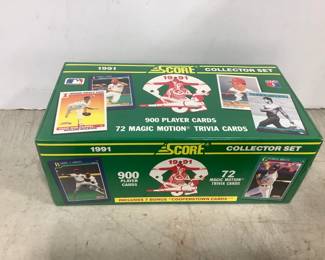 1991
SCORE
COLLECTOR SET
1991
900 PLAYER CARDS
72 MAGIC MOTION® TRIVIA CARDS
1991
SCORE
COLLECTOR SET
1991
900
PLAYER
CARDS
72
MAGIC MOTION®
TRIVIA CARDS
INCLUDES 7 BONUS "COOPERSTOWN CARDS"